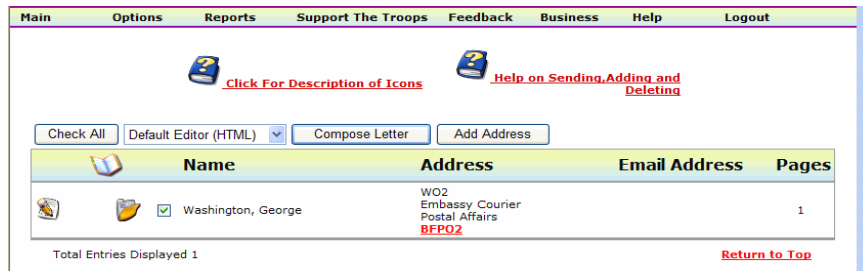 Main Options Reports Support The Troops Feedback Business Help Logout
Click For Description of Icons
Help on Sending,Adding and
Deleting
Check All Default Editor (HTML) Compose Letter Add Address
Name Address Email Address Pages
Washington, George
WO2
Embassy Courier
Postal Affairs
BFPO2
1
Total Entries Displayed 1 Return to Top